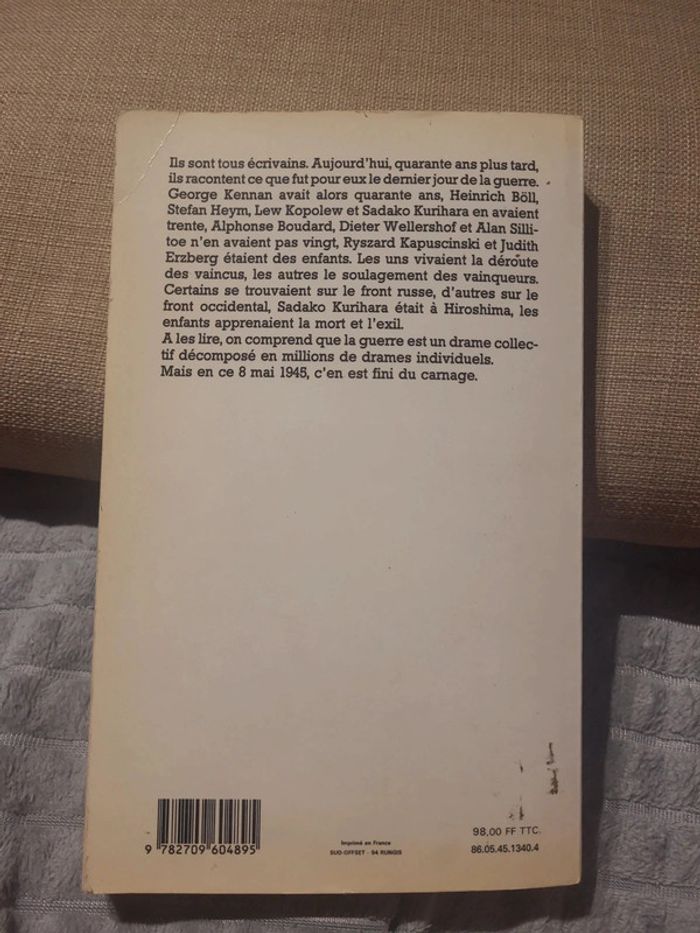 Ils sont tous écrivains. Aujourd'hui, quarante ans plus tard,
ils racontent ce que fut pour eux le dernier jour de la guerre.
George Kennan avait alors quarante ans, Heinrich Böll,
Stefan Heym, Lew Kopolew et Sadako Kurihara en avaient
trente, Alphonse Boudard, Dieter Wellershof et Alan Silli-
toe n'en avaient pas vingt, Ryszard Kapuscinski et Judith
Erzberg étaient des enfants. Les uns vivaient la déroute
des vaincus, les autres le soulagement des vainqueurs.
Certains se trouvaient sur le front russe, d'autres sur le
front occidental, Sadako Kurihara était à Hiroshima, les
enfants apprenaient la mort et l'exil.
A les lire, on comprend que la guerre est un drame collec-
tif décomposé en millions de drames individuels.
Mais en ce 8 mai 1945, c'en est fini du carnage.
9 782709 604895
Imprimé en France
SUD-OFFSET - 94 RUNGIS
98,00 FF TTC.
86.05.45.1340.4